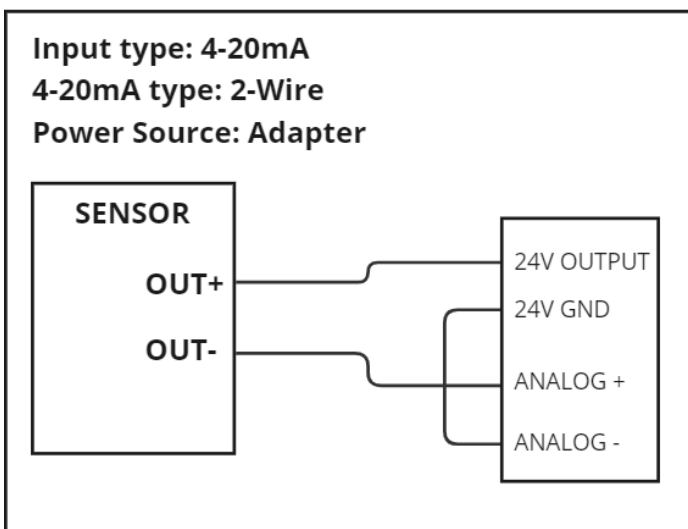 Input type: 4-20mA
4-20mA type: 2-Wire
Power Source: Adapter
SENSOR
OUT+
OUT-
24V OUTPUT
24V GND
ANALOG +
ANALOG -